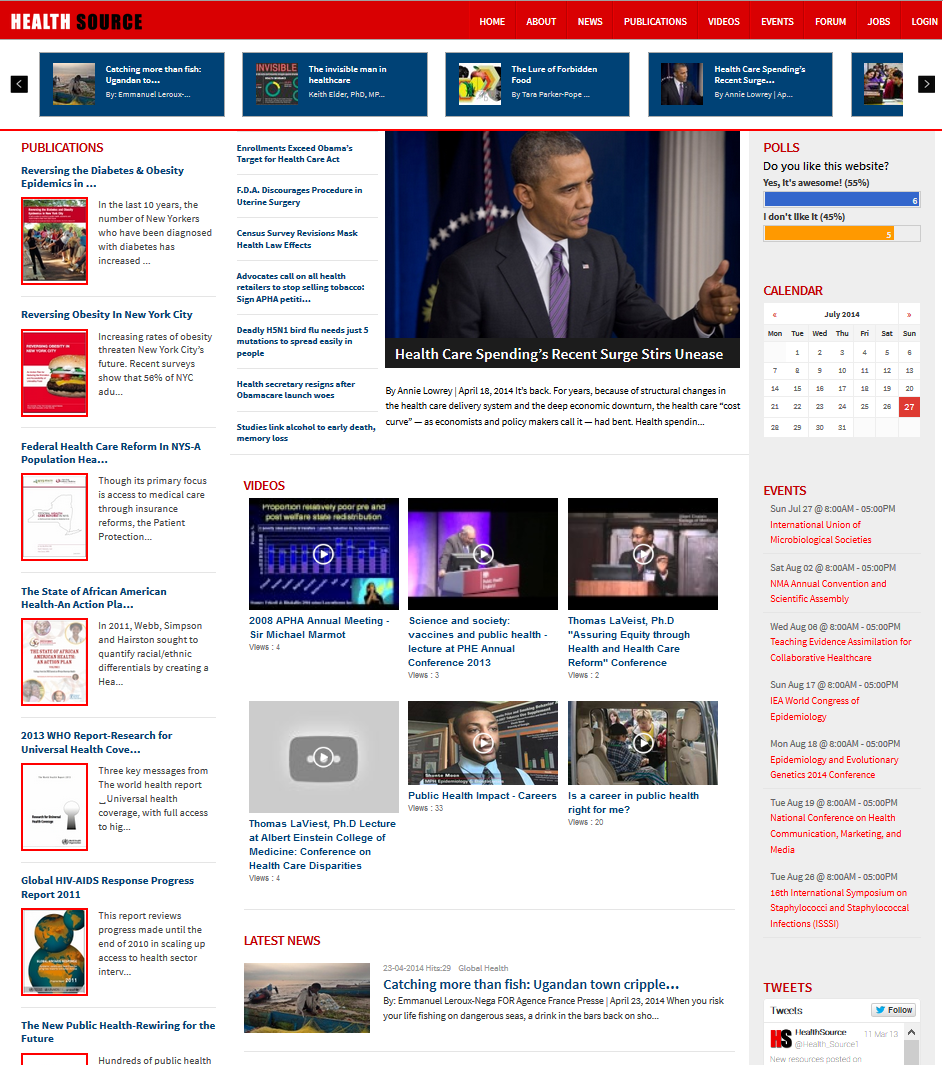 HEALTH SOURCE
HOME ABOUT NEWS PUBLICATIONS VIDEOS EVENTS FORUM JOBS LOGIN
Catching more than fish:
Ugandan to...
By: Emmanuel Leroux-...
INVISIBLE
The invisible man in
healthcare
Keith Elder, PhD, MP...
The Lure of Forbidden
Food
By Tara Parker-Pope ...
Health Care Spending's
Recent Surge...
By Annie Lowrey | Ap...
PUBLICATIONS
Reversing the Diabetes & Obesity
Epidemics in ...
In the last 10 years, the
number of New Yorkers
who have been diagnosed
with diabetes has
increased ...
Reversing Obesity In New York City
REVERSING OBESITY IN
NEW YORK CITY
Increasing rates of obesity
threaten New York City's
future. Recent surveys
show that 56% of NYC
adu...
Federal Health Care Reform In NYS-A
Population Hea...
Though its primary focus
is access to medical care
through insurance
reforms, the Patient
Protection...
The State of African American
Health-An Action Pla...
THE STATE OF AFRICAN
AMERICAN HEALTH:
AN ACTION PLAN
In 2011, Webb, Simpson
and Hairston sought to
quantify racial/ethnic
differentials by creating a
Hea...
2013 WHO Report-Research for
Universal Health Cove...
Research for Universal
Health Coverage
Three key messages from
The world health report
_Universal health
coverage, with full access
to hig...
Global HIV-AIDS Response Progress
Report 2011
2011
This report reviews
progress made until the
end of 2010 in scaling up
access to health sector
interv...
The New Public Health-Rewiring for the
Future
Hundreds of public health
Enrollments Exceed Obama's
Target for Health Care Act
F.D.A. Discourages Procedure in
Uterine Surgery
Census Survey Revisions Mask
Health Law Effects
Advocates call on all health
retailers to stop selling tobacco:
Sign APHA petiti...
Deadly H5N1 bird flu needs just 5
mutations to spread easily in
people
Health secretary resigns after
Obamacare launch woes
Studies link alcohol to early death,
memory loss
Health Care Spending's Recent Surge Stirs Unease
By Annie Lowrey | April 18, 2014 It's back. For years, because of structural changes in
the health care delivery system and the deep economic downturn, the health care "cost
curve" — as economists and policy makers call it — had bent. Health spendin...
VIDEOS
Proportion relatively poor pre and
post welfare state redistribution
2008 APHA Annual Meeting -
Sir Michael Marmot
Views : 4
Science and society:
vaccines and public health -
lecture at PHE Annual
Conference 2013
Views : 3
Thomas LaVeist, Ph.D
"Assuring Equity through
Health and Health Care
Reform" Conference
Views : 2
Thomas LaViest, Ph.D Lecture
at Albert Einstein College of
Medicine: Conference on
Health Care Disparities
Views : 4
Shante Moon
Public Health Impact - Careers
Views : 33
Is a career in public health
right for me?
Views : 20
LATEST NEWS
23-04-2014 Hits:29 Global Health
Catching more than fish: Ugandan town cripple...
By: Emmanuel Leroux-Nega FOR Agence France Presse | April 23, 2014 When you risk
your life fishing on dangerous seas, a drink in the bars back on sho...
POLLS
Do you like this website?
Yes, It's awesome! (55%)
6
I don't like It (45%)
5
CALENDAR
« July 2014 »
Mon Tue Wed Thu Fri Sat Sun
1 2 3 4 5 6
7 8 9 10 11 12 13
14 15 16 17 18 19 20
21 22 23 24 25 26 27
28 29 30 31
EVENTS
Sun Jul 27 @ 8:00AM - 05:00PM
International Union of
Microbiological Societies
Sat Aug 02 @ 8:00AM - 05:00PM
NMA Annual Convention and
Scientific Assembly
Wed Aug 06 @ 8:00AM - 05:00PM
Teaching Evidence Assimilation for
Collaborative Healthcare
Sun Aug 17 @ 8:00AM - 05:00PM
IEA World Congress of
Epidemiology
Mon Aug 18 @ 8:00AM - 05:00PM
Epidemiology and Evolutionary
Genetics 2014 Conference
Tue Aug 19 @ 8:00AM - 05:00PM
National Conference on Health
Communication, Marketing, and
Media
Tue Aug 26 @ 8:00AM - 05:00PM
16th International Symposium on
Staphylococci and Staphylococcal
Infections (ISSSI)
TWEETS
Tweets Follow
HS
HealthSource 11 Mar 13
@Health_Source1
New resources posted on